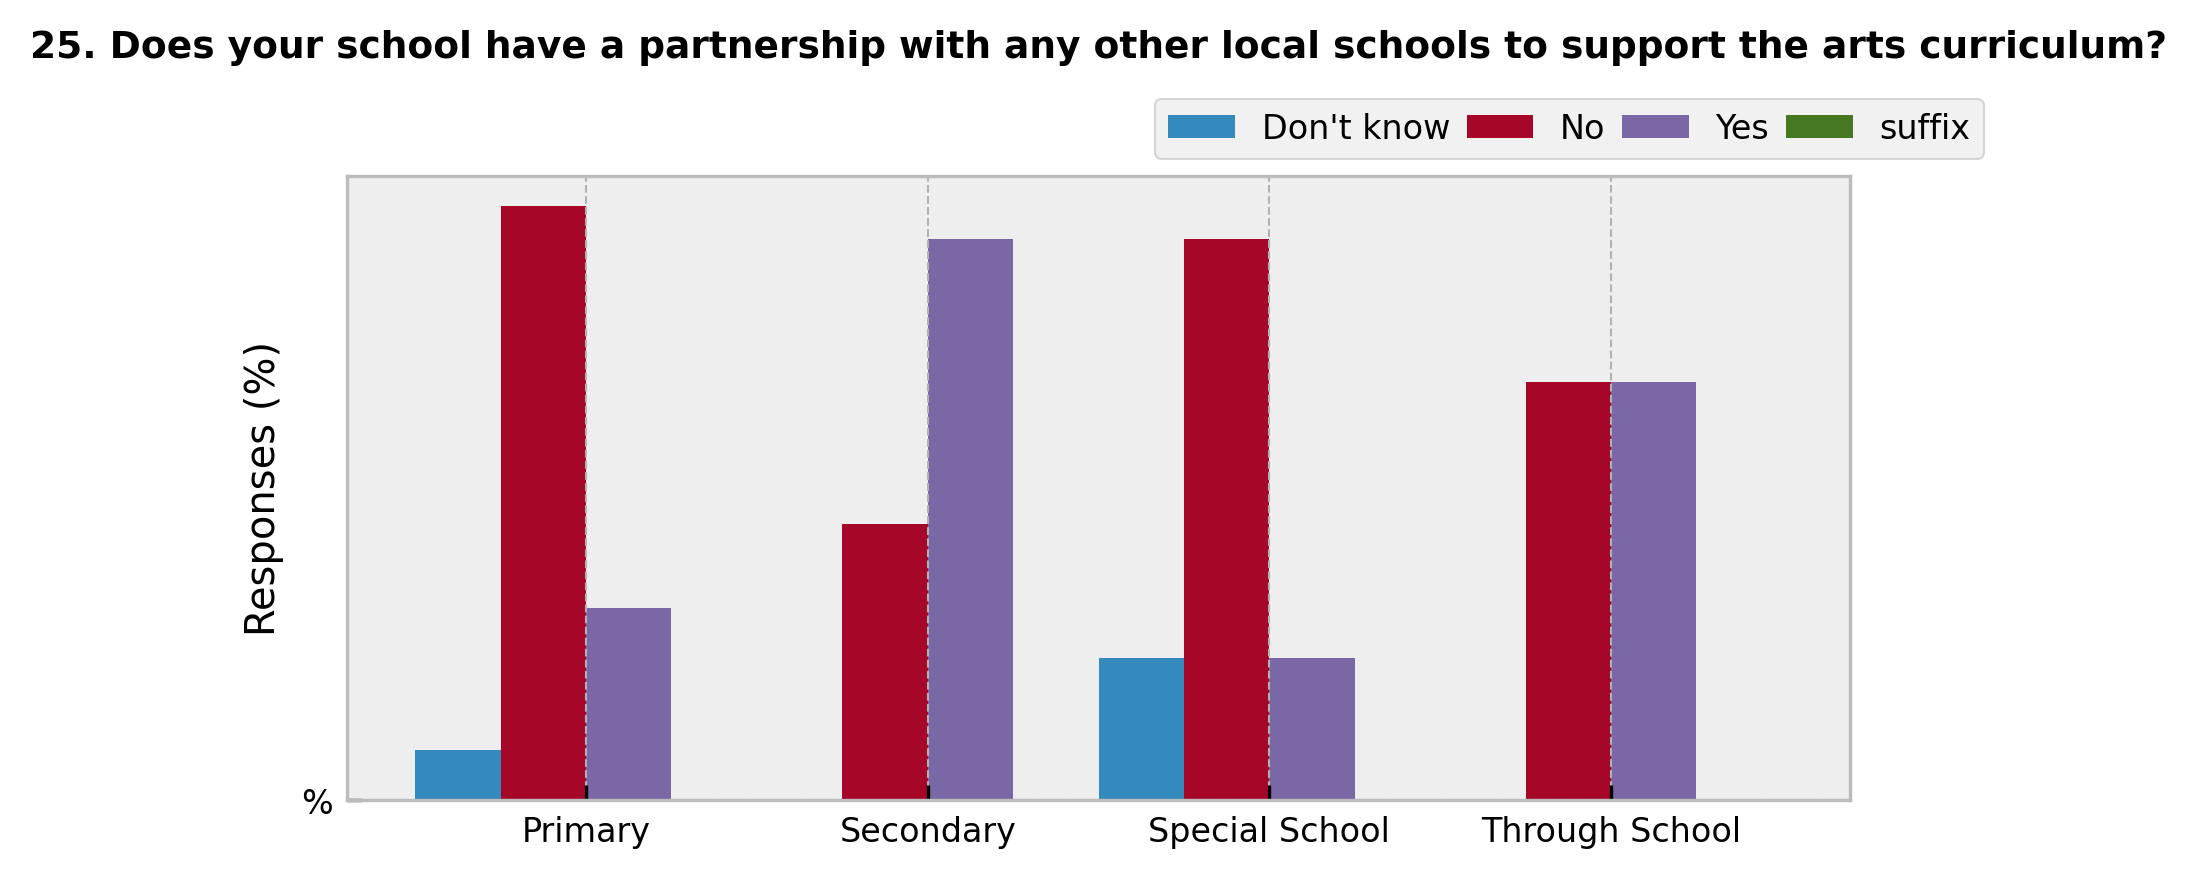 25. Does your school have a partnership with any other local schools to support the arts curriculum?
Don't know No Yes suffix
Responses (%)
%
Primary Secondary Special School Through School